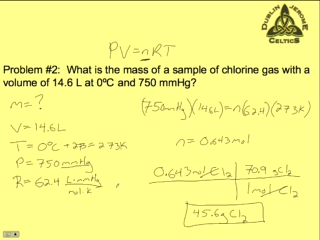 DUBLIN JEROME
CELTICS
PV=nRT
Problem #2: What is the mass of a sample of chlorine gas with a
volume of 14.6 L at 0ºC and 750 mmHg?
m=?
V=14.6L
T=0°C+273=273K
P=750mmHg
R=62.4 L·mmHg
mol·K
(750mmHg)(14.6L)=n(62.4)(273K)
n=0.643mol
0.643mol Cl2 | 70.9 g Cl2
1mol Cl2
45.6g Cl2